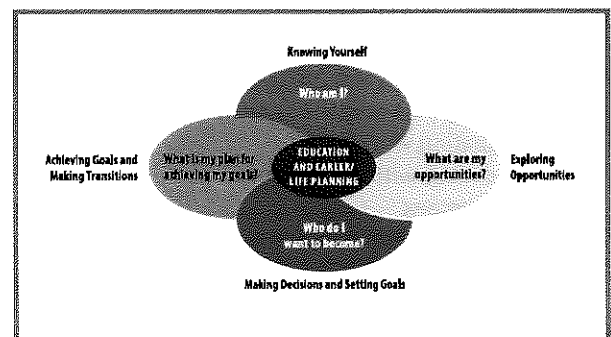 Knowing Yourself
Who am I?
Achieving Goals and
Making Transitions
What is my plan for
achieving my goals?
EDUCATION
AND CAREER/
LIFE PLANNING
What are my
opportunities?
Exploring
Opportunities
Who do I
want to become?
Making Decisions and Setting Goals